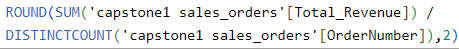 ROUND(SUM('capstone1 sales_orders'[Total_Revenue]) /
DISTINCTCOUNT('capstone1 sales_orders'[OrderNumber]),2)